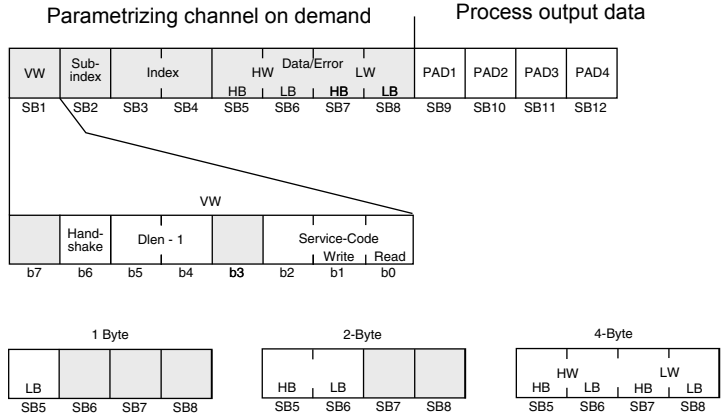 Parametrizing channel on demand
Process output data
VW
Sub-
index
Index
Data/Error
HW
LW
HB LB HB LB
PAD1 PAD2 PAD3 PAD4
SB1 SB2 SB3 SB4 SB5 SB6 SB7 SB8 SB9 SB10 SB11 SB12
VW
Hand-
shake
Dlen - 1
Service-Code
Write Read
b7 b6 b5 b4 b3 b2 b1 b0
1 Byte
LB
SB5 SB6 SB7 SB8
2-Byte
HB LB
SB5 SB6 SB7 SB8
4-Byte
HW LW
HB LB HB LB
SB5 SB6 SB7 SB8